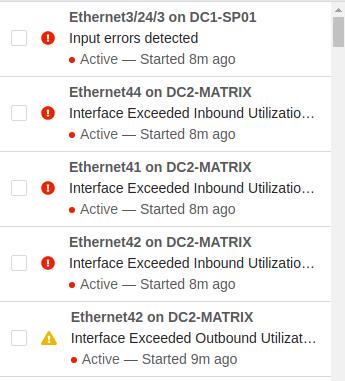 Ethernet3/24/3 on DC1-SP01
Input errors detected
Active — Started 8m ago
Ethernet44 on DC2-MATRIX
Interface Exceeded Inbound Utilizatio…
Active — Started 8m ago
Ethernet41 on DC2-MATRIX
Interface Exceeded Inbound Utilizatio…
Active — Started 8m ago
Ethernet42 on DC2-MATRIX
Interface Exceeded Inbound Utilizatio…
Active — Started 8m ago
Ethernet42 on DC2-MATRIX
Interface Exceeded Outbound Utilizat…
Active — Started 9m ago